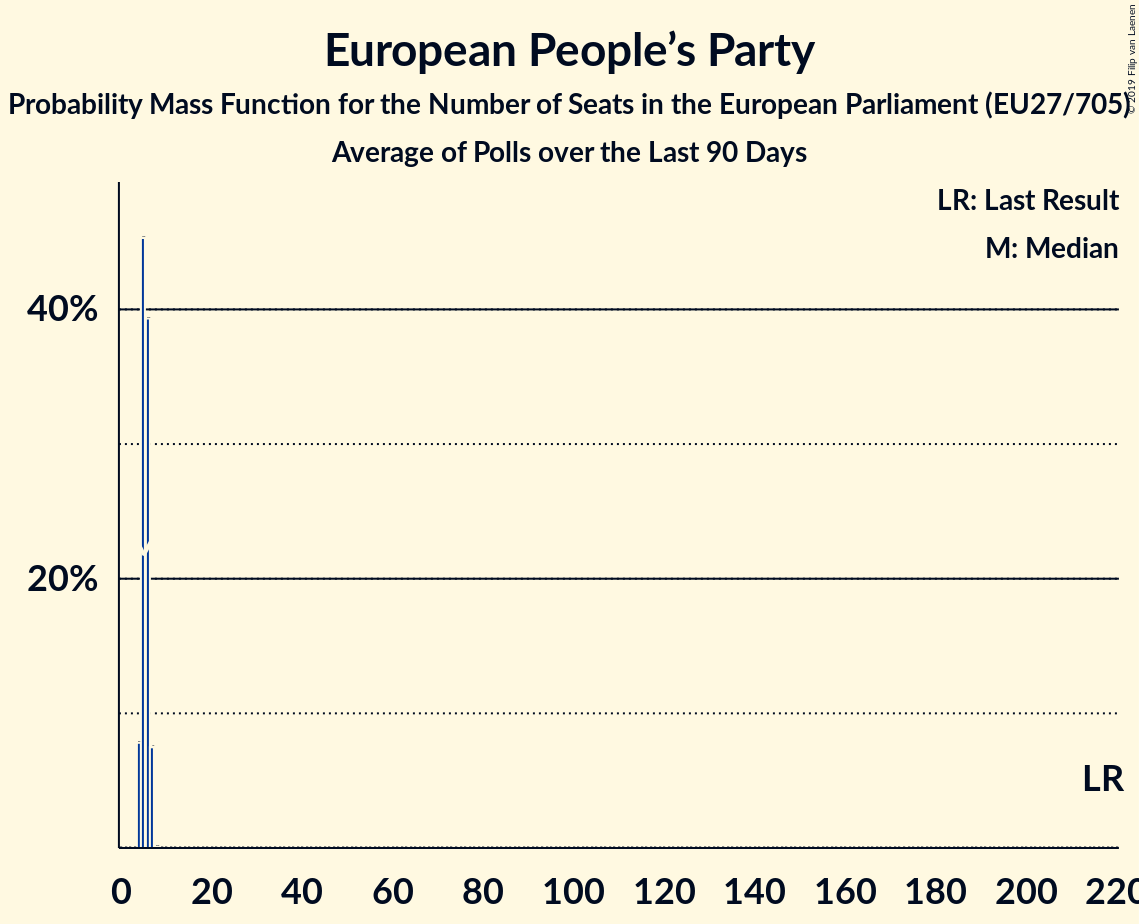 European People’s Party
Probability Mass Function for the Number of Seats in the European Parliament (EU27/705)
Average of Polls over the Last 90 Days
© 2019 Filip van Laenen
LR: Last Result
M: Median
40%
20%
LR
0 20 40 60 80 100 120 140 160 180 200 220